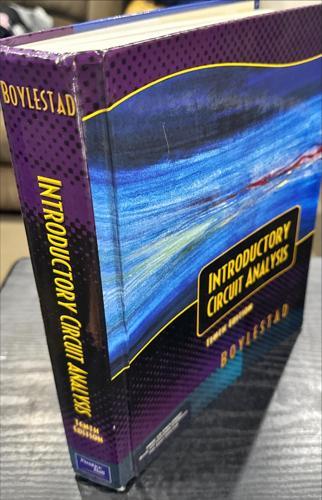 BOYLESTAD
INTRODUCTORY CIRCUIT ANALYSIS
TENTH
EDITION
INTRODUCTORY
CIRCUIT ANALYSIS
TENTH EDITION
BOYLESTAD